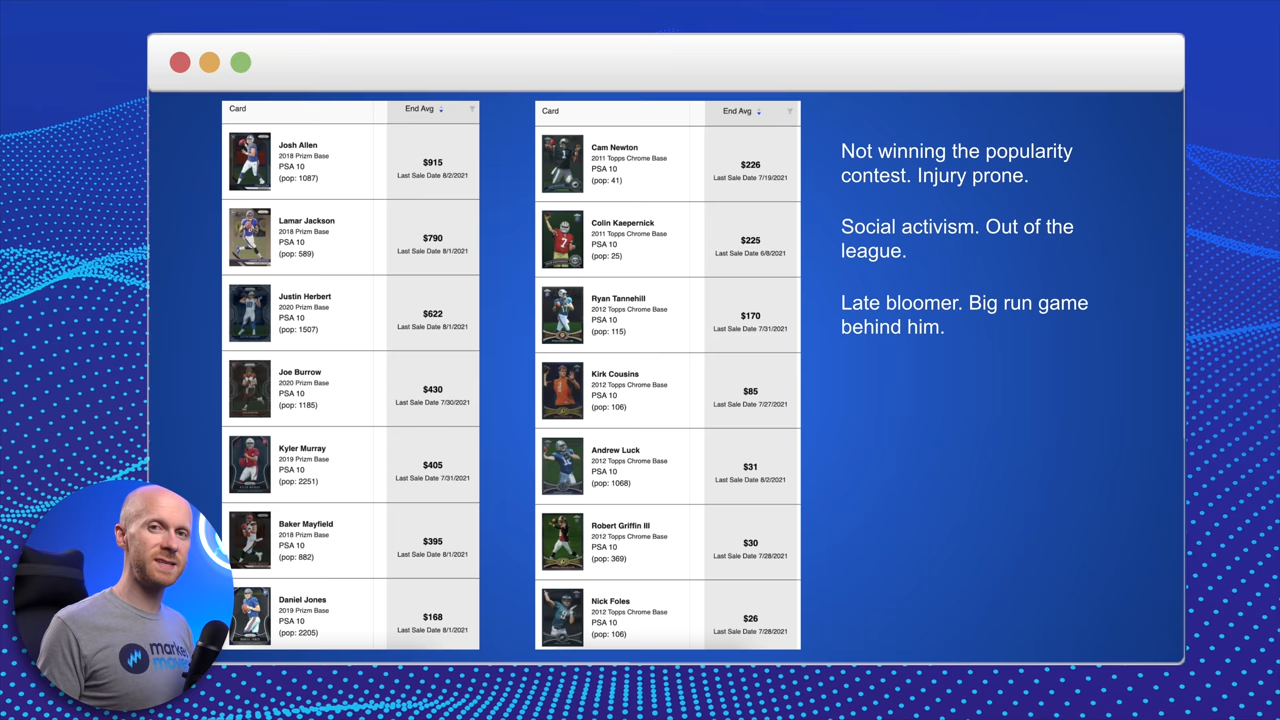 Card
End Avg
Josh Allen
2018 Prizm Base
PSA 10
(pop: 1087)
$915
Last Sale Date 8/2/2021
Lamar Jackson
2018 Prizm Base
PSA 10
(pop: 589)
$790
Last Sale Date 8/1/2021
Justin Herbert
2020 Prizm Base
PSA 10
(pop: 1507)
$622
Last Sale Date 8/1/2021
Joe Burrow
2020 Prizm Base
PSA 10
(pop: 1185)
$430
Last Sale Date 7/30/2021
Kyler Murray
2019 Prizm Base
PSA 10
(pop: 2251)
$405
Last Sale Date 7/31/2021
Baker Mayfield
2018 Prizm Base
PSA 10
(pop: 882)
$395
Last Sale Date 8/1/2021
Daniel Jones
2019 Prizm Base
PSA 10
(pop: 2205)
$168
Last Sale Date 8/1/2021
Card
End Avg
Cam Newton
2011 Topps Chrome Base
PSA 10
(pop: 41)
$226
Last Sale Date 7/19/2021
Colin Kaepernick
2011 Topps Chrome Base
PSA 10
(pop: 25)
$225
Last Sale Date 6/8/2021
Ryan Tannehill
2012 Topps Chrome Base
PSA 10
(pop: 115)
$170
Last Sale Date 7/31/2021
Kirk Cousins
2012 Topps Chrome Base
PSA 10
(pop: 106)
$85
Last Sale Date 7/27/2021
Andrew Luck
2012 Topps Chrome Base
PSA 10
(pop: 1068)
$31
Last Sale Date 8/2/2021
Robert Griffin III
2012 Topps Chrome Base
PSA 10
(pop: 369)
$30
Last Sale Date 7/28/2021
Nick Foles
2012 Topps Chrome Base
PSA 10
(pop: 106)
$26
Last Sale Date 7/28/2021
Not winning the popularity
contest. Injury prone.
Social activism. Out of the
league.
Late bloomer. Big run game
behind him.